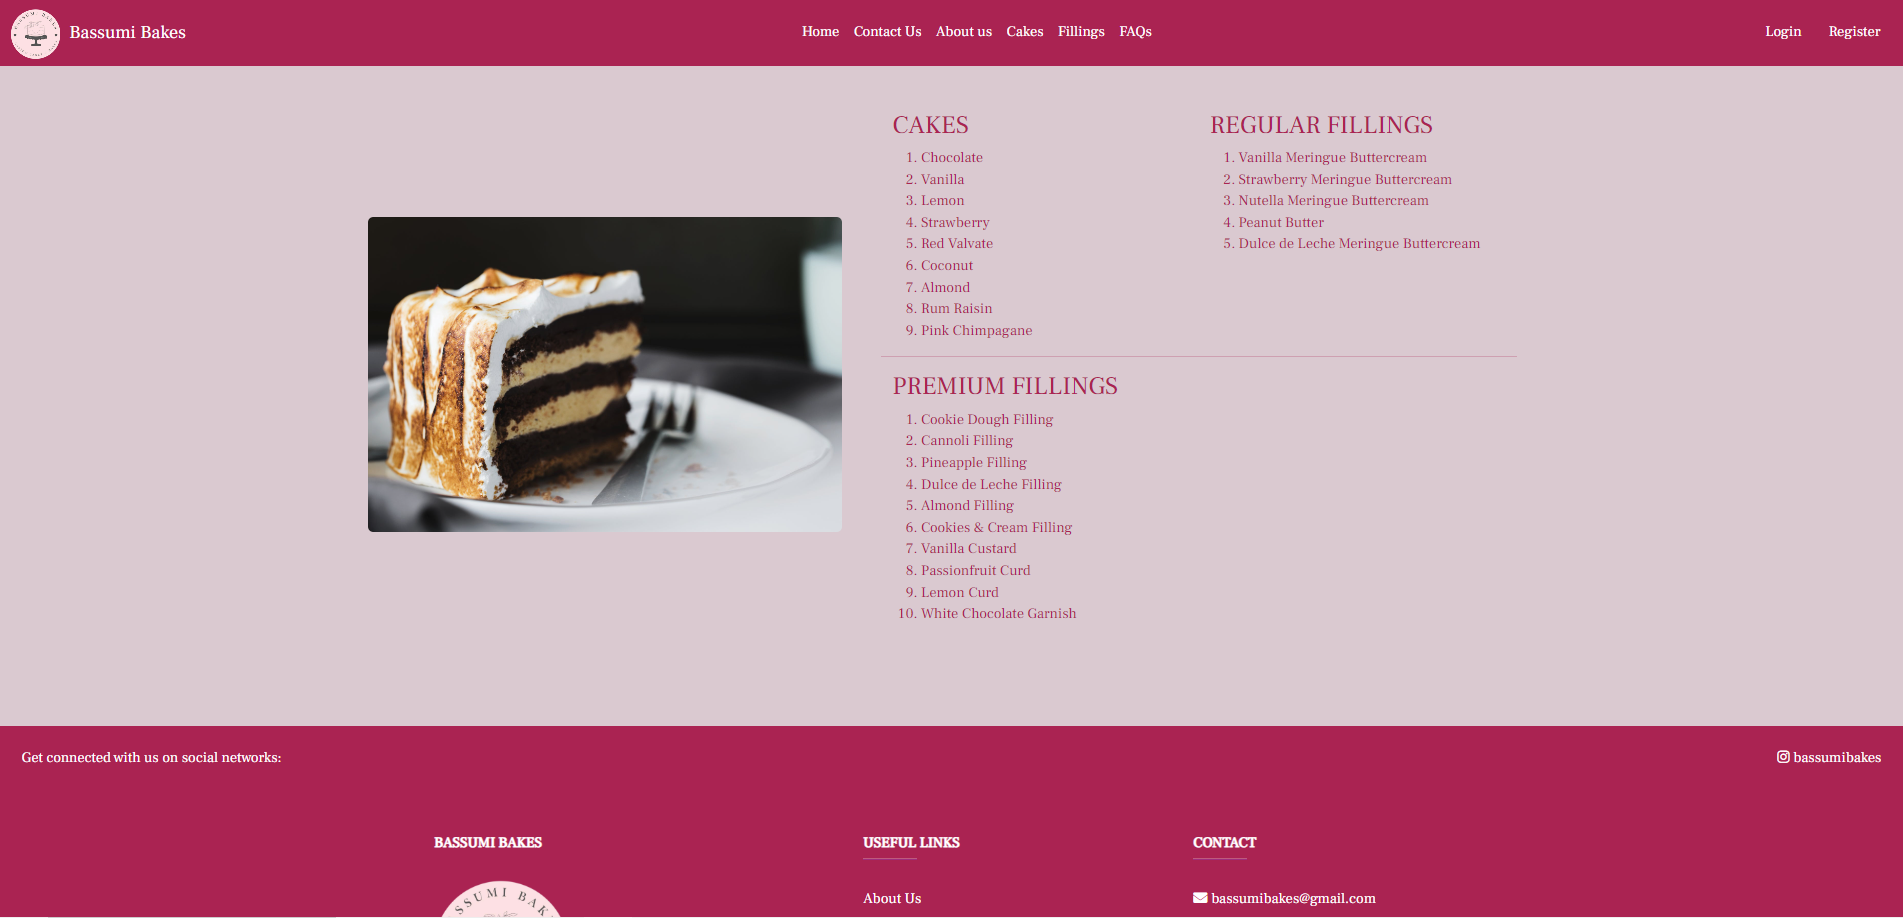 Bassumi Bakes
Home Contact Us About us Cakes Fillings FAQs
Login Register
CAKES
1. Chocolate
2. Vanilla
3. Lemon
4. Strawberry
5. Red Valvate
6. Coconut
7. Almond
8. Rum Raisin
9. Pink Chimpagane
REGULAR FILLINGS
1. Vanilla Meringue Buttercream
2. Strawberry Meringue Buttercream
3. Nutella Meringue Buttercream
4. Peanut Butter
5. Dulce de Leche Meringue Buttercream
PREMIUM FILLINGS
1. Cookie Dough Filling
2. Cannoli Filling
3. Pineapple Filling
4. Dulce de Leche Filling
5. Almond Filling
6. Cookies & Cream Filling
7. Vanilla Custard
8. Passionfruit Curd
9. Lemon Curd
10. White Chocolate Garnish
Get connected with us on social networks:
bassumibakes
BASSUMI BAKES
USEFUL LINKS
About Us
CONTACT
bassumibakes@gmail.com